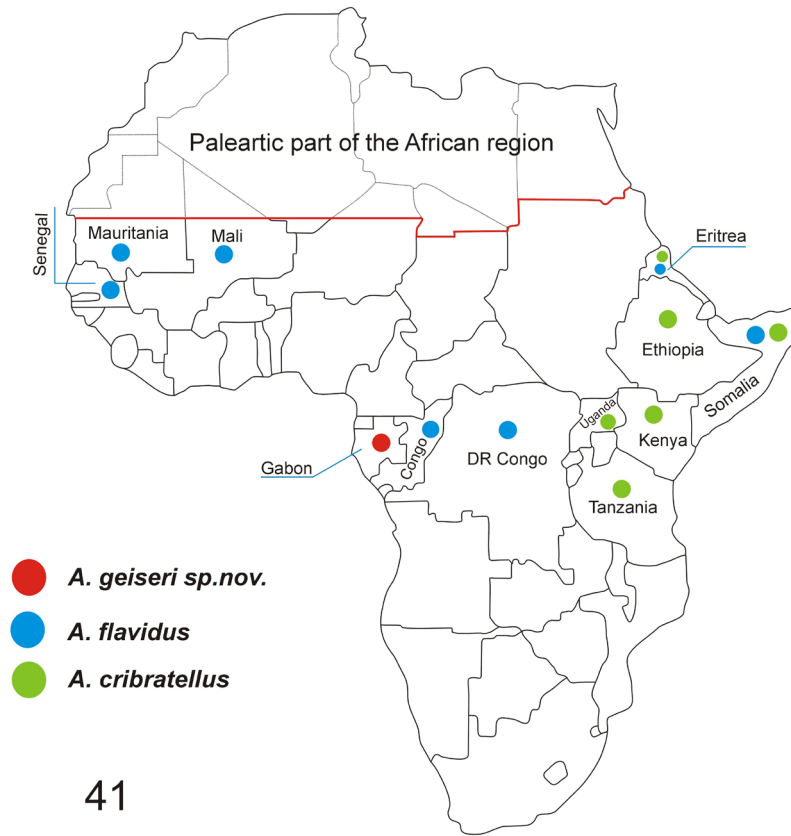 Paleartic part of the African region
Senegal
Mauritania
Mali
Eritrea
Ethiopia
Somalia
Uganda
Kenya
Gabon
Congo
DR Congo
Tanzania
A. geiseri sp.nov.
A. flavidus
A. cribratellus
41